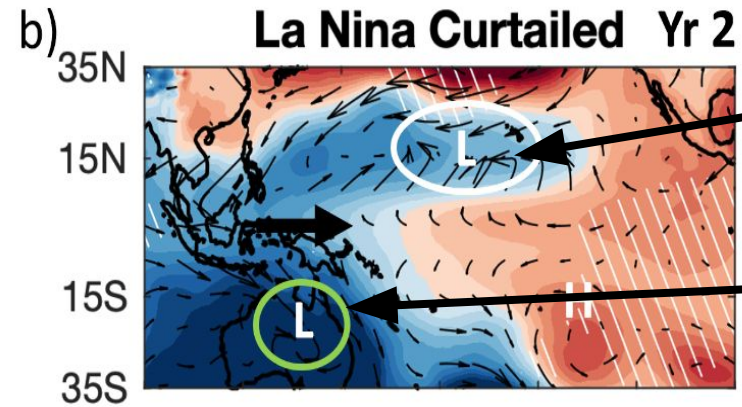 b) La Nina Curtailed Yr 2
35N
15N
L
15S
H
L
35S